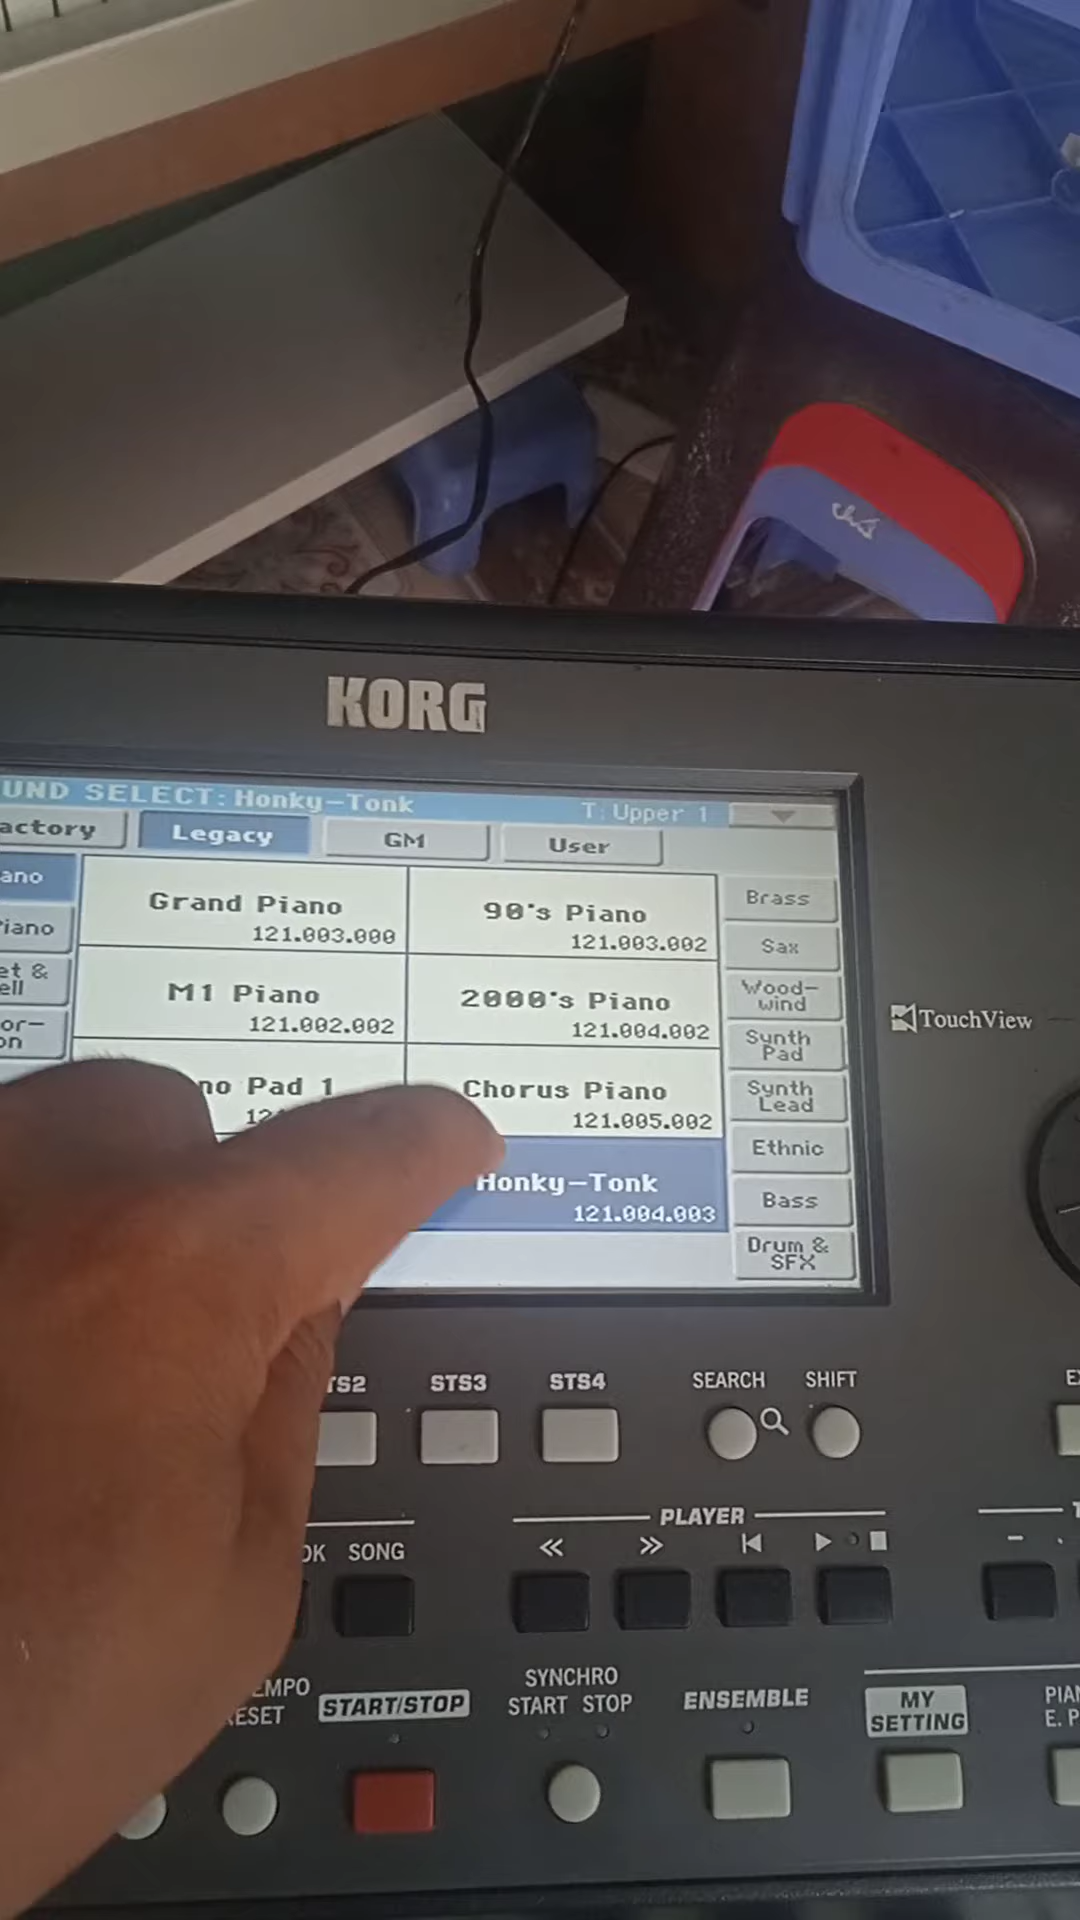 KORG
UND SELECT: Honky-Tonk
T: Upper 1
actory
Legacy
GM
User
ano
Grand Piano
121.003.000
90's Piano
121.003.002
Brass
iano
Sax
et &
ell
M1 Piano
121.002.002
2000's Piano
121.004.002
Wood-
wind
TouchView
or-
on
Synth
Pad
no Pad 1
12
Chorus Piano
121.005.002
Synth
Lead
Ethnic
Honky-Tonk
121.004.003
Bass
Drum &
SFX
TS2
STS3
STS4
SEARCH
SHIFT
E
PLAYER
OK
SONG
EMPO
RESET
START/STOP
SYNCHRO
START STOP
ENSEMBLE
MY
SETTING
PIA
E. P